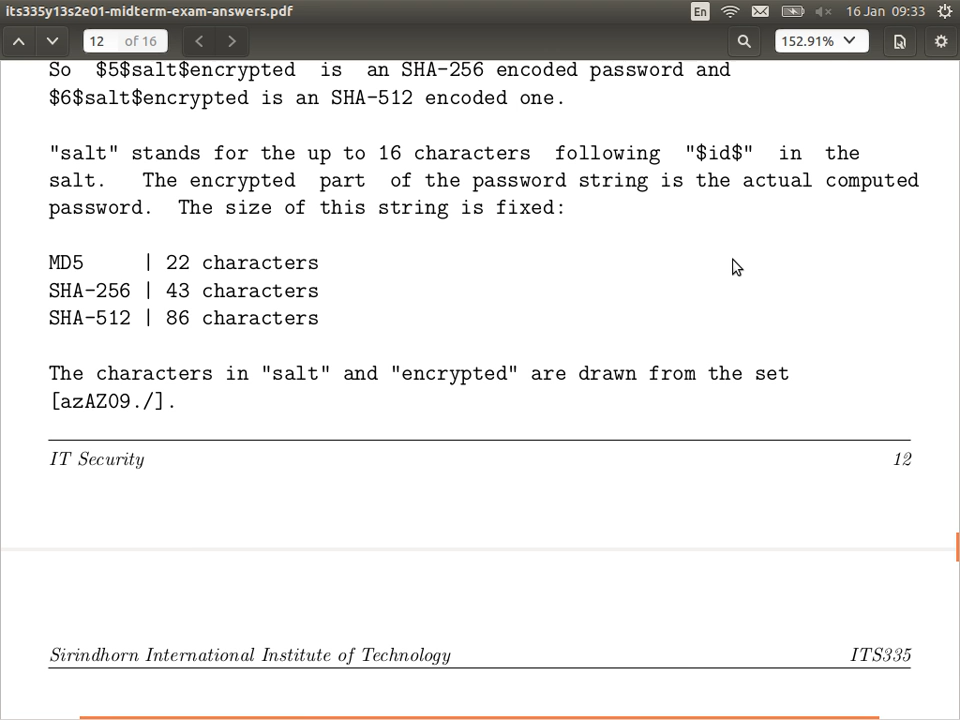 its335y13s2e01-midterm-exam-answers.pdf
En
16 Jan 09:33
12 of 16
152.91%
So $5$salt$encrypted is an SHA-256 encoded password and
$6$salt$encrypted is an SHA-512 encoded one.
"salt" stands for the up to 16 characters following "$id$" in the
salt. The encrypted part of the password string is the actual computed
password. The size of this string is fixed:
MD5 | 22 characters
SHA-256 | 43 characters
SHA-512 | 86 characters
The characters in "salt" and "encrypted" are drawn from the set
[azAZ09./].
IT Security 12
Sirindhorn International Institute of Technology ITS335